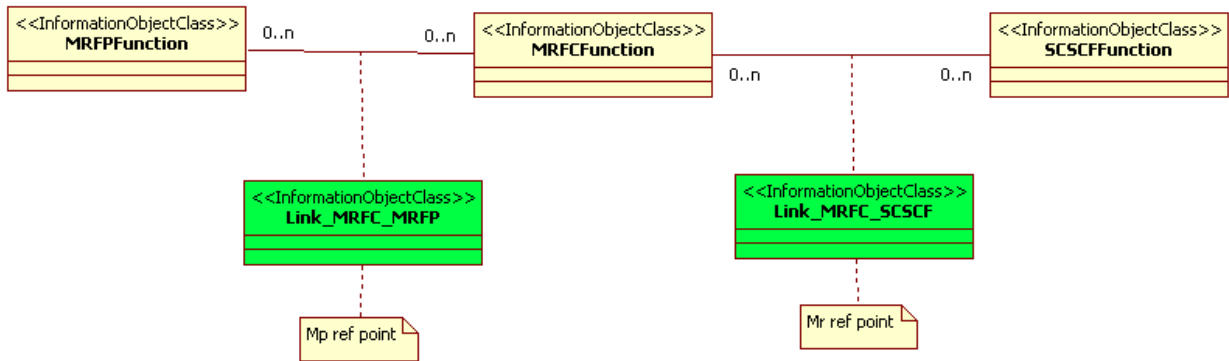 <<InformationObjectClass>>
MRFPFunction
0..n
0..n
<<InformationObjectClass>>
MRFCFunction
0..n
0..n
<<InformationObjectClass>>
SCSCFFunction
<<InformationObjectClass>>
Link_MRFC_MRFP
<<InformationObjectClass>>
Link_MRFC_SCSCF
Mp ref point
Mr ref point